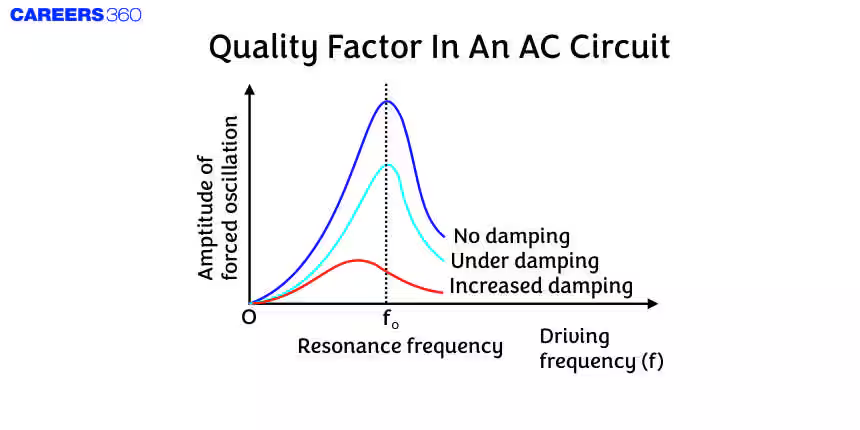 CAREERS360
Quality Factor In An AC Circuit
Amptitude of
forced oscillation
No damping
Under damping
Increased damping
O
fo
Resonance frequency
Driving
frequency (f)